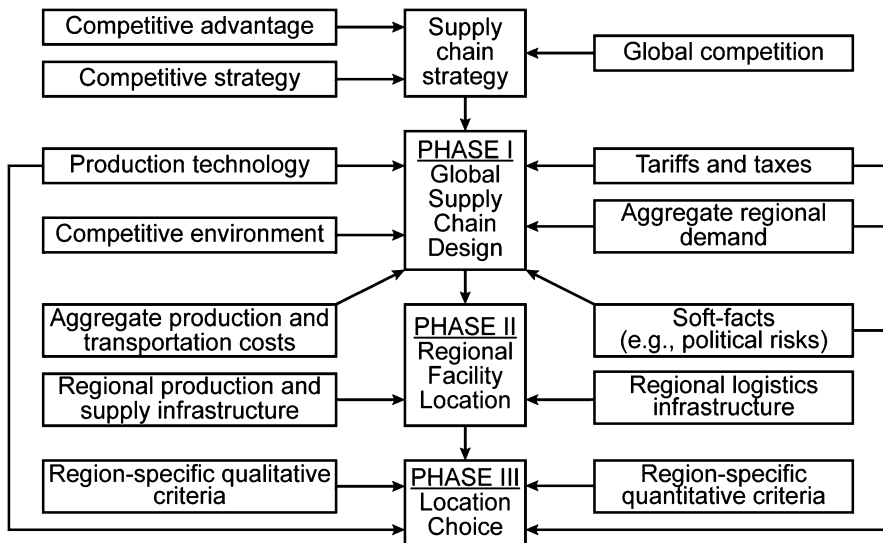 Competitive advantage
Competitive strategy
Supply
chain
strategy
Global competition
Production technology
Competitive environment
PHASE I
Global
Supply
Chain
Design
Tariffs and taxes
Aggregate regional
demand
Aggregate production and
transportation costs
Regional production and
supply infrastructure
PHASE II
Regional
Facility
Location
Soft-facts
(e.g., political risks)
Regional logistics
infrastructure
Region-specific qualitative
criteria
PHASE III
Location
Choice
Region-specific
quantitative criteria